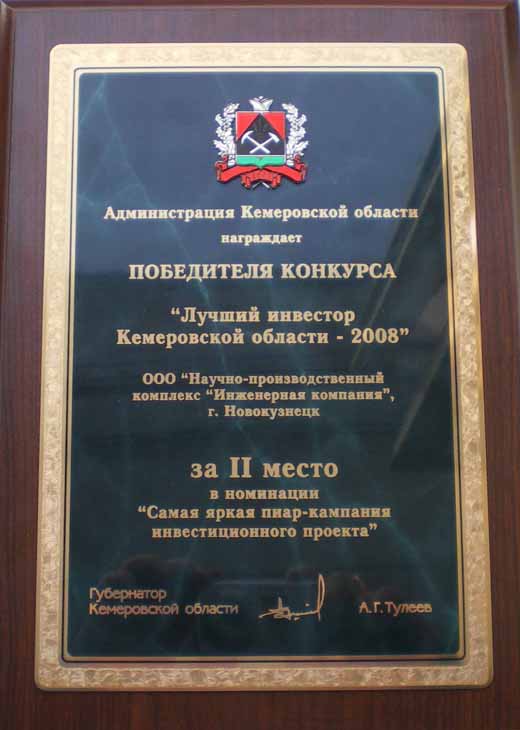 Администрация Кемеровской области
награждает
ПОБЕДИТЕЛЯ КОНКУРСА
“Лучший инвестор
Кемеровской области - 2008”
ООО “Научно-производственный
комплекс “Инженерная компания”,
г. Новокузнецк
за II место
в номинации
“Самая яркая пиар-кампания
инвестиционного проекта”
Губернатор
Кемеровской области
А.Г.Тулеев